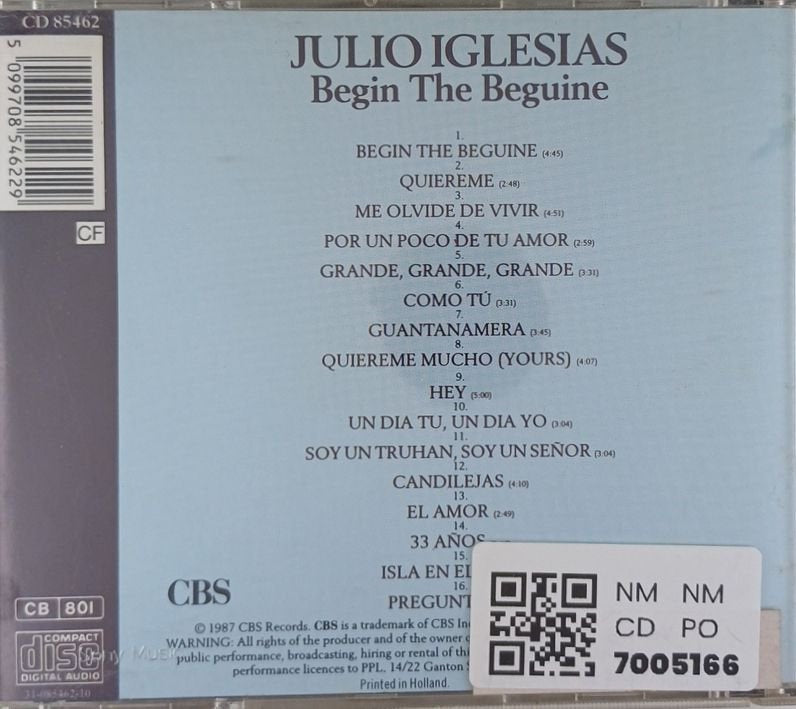 CD 85462
5 099708 546229
CF
JULIO IGLESIAS
Begin The Beguine
1.
BEGIN THE BEGUINE (4:45)
2.
QUIEREME (2:48)
3.
ME OLVIDE DE VIVIR (4:51)
4.
POR UN POCO DE TU AMOR (2:59)
5.
GRANDE, GRANDE, GRANDE (3:31)
6.
COMO TÚ (3:31)
7.
GUANTANAMERA (3:45)
8.
QUIEREME MUCHO (YOURS) (4:07)
9.
HEY (5:00)
10.
UN DIA TU, UN DIA YO (3:04)
11.
SOY UN TRUHAN, SOY UN SEÑOR (3:04)
12.
CANDILEJAS (4:10)
13.
EL AMOR (2:49)
14.
33 AÑOS
15.
ISLA EN EL
16.
PREGUNT
CBS
© 1987 CBS Records. CBS is a trademark of CBS Inc
WARNING: All rights of the producer and of the owner
public performance, broadcasting, hiring or rental of
performance licences to PPL. 14/22 Ganton
Printed in Holland.
CB 801
COMPACT
disc
DIGITAL AUDIO
31-085462-10
NM NM
CD PO
7005166